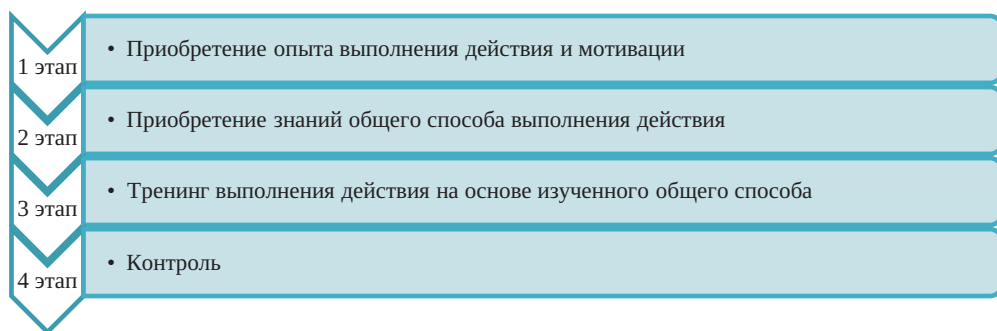 1 этап
• Приобретение опыта выполнения действия и мотивации
2 этап
• Приобретение знаний общего способа выполнения действия
3 этап
• Тренинг выполнения действия на основе изученного общего способа
4 этап
• Контроль